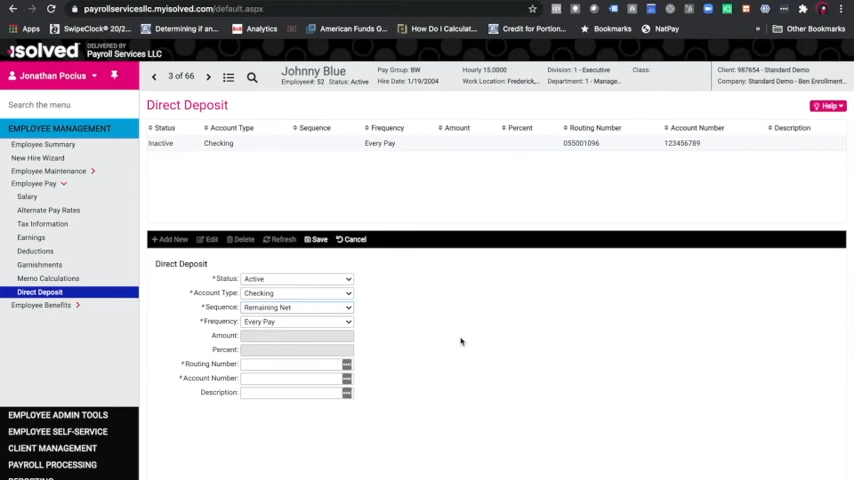 payrollservicesllc.myisolved.com/default.aspx
Apps SwipeClock 20/2... Determining if an... Analytics American Funds G... How Do I Calculat... Credit for Portion... Bookmarks NatPay » Other Bookmarks
isolved DELIVERED BY
Payroll Services LLC
Jonathan Pocius
3 of 66
Johnny Blue
Employee#: 52 Status: Active
Pay Group: BW
Hire Date: 1/19/2004
Hourly 15.0000
Work Location: Frederick,...
Division: 1 - Executive
Department: 1 - Manage...
Class:
Client: 987654 - Standard Demo
Company: Standard Demo - Ben Enrollment...
Search the menu
Direct Deposit
Help
EMPLOYEE MANAGEMENT
Employee Summary
New Hire Wizard
Employee Maintenance
Employee Pay
Salary
Alternate Pay Rates
Tax Information
Earnings
Deductions
Garnishments
Memo Calculations
Direct Deposit
Employee Benefits
EMPLOYEE ADMIN TOOLS
EMPLOYEE SELF-SERVICE
CLIENT MANAGEMENT
PAYROLL PROCESSING
REPORTING
Status Account Type Sequence Frequency Amount Percent Routing Number Account Number Description
Inactive Checking Every Pay 055001096 123456789
+ Add New Edit Delete Refresh Save Cancel
Direct Deposit
*Status: Active
*Account Type: Checking
*Sequence: Remaining Net
*Frequency: Every Pay
Amount:
Percent:
*Routing Number:
*Account Number:
Description: